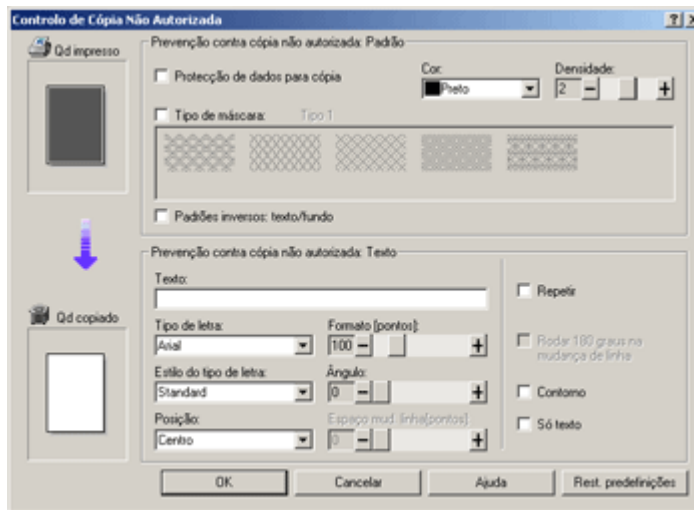 Controlo de Cópia Não Autorizada
Qd impresso
Prevenção contra cópia não autorizada: Padrão
Protecção de dados para cópia
Cor:
Preto
Densidade:
2
Tipo de máscara:
Tipo 1
Padrões inversos: texto/fundo
Qd copiado
Prevenção contra cópia não autorizada: Texto
Texto:
Tipo de letra:
Arial
Formato [pontos]:
100
Estilo do tipo de letra:
Standard
Ângulo:
0
Posição:
Centro
Espaço mud. linha[pontos]
0
Repetir
Rodar 180 graus na
mudança de linha
Contorno
Só texto
OK
Cancelar
Ajuda
Rest. predefinições